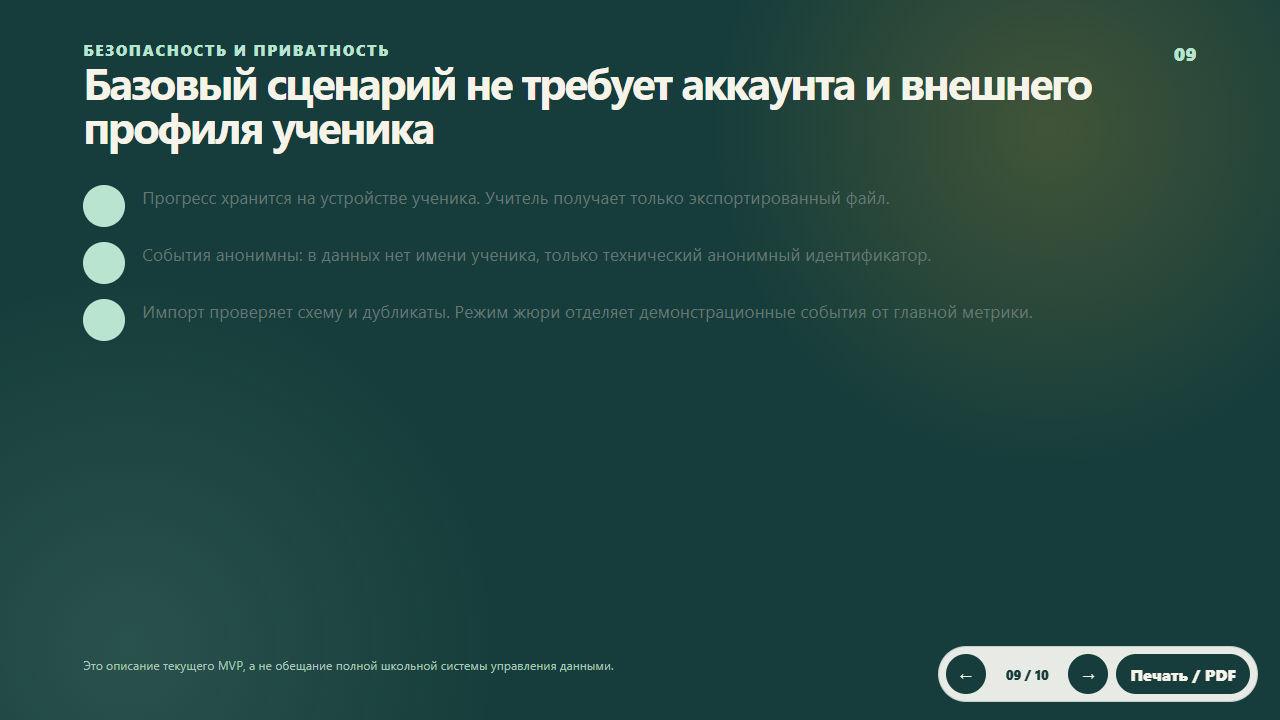 БЕЗОПАСНОСТЬ И ПРИВАТНОСТЬ
09
Базовый сценарий не требует аккаунта и внешнего
профиля ученика
Прогресс хранится на устройстве ученика. Учитель получает только экспортированный файл.
События анонимны: в данных нет имени ученика, только технический анонимный идентификатор.
Импорт проверяет схему и дубликаты. Режим жюри отделяет демонстрационные события от главной метрики.
Это описание текущего MVP, а не обещание полной школьной системы управления данными.
← 09 / 10 → Печать / PDF